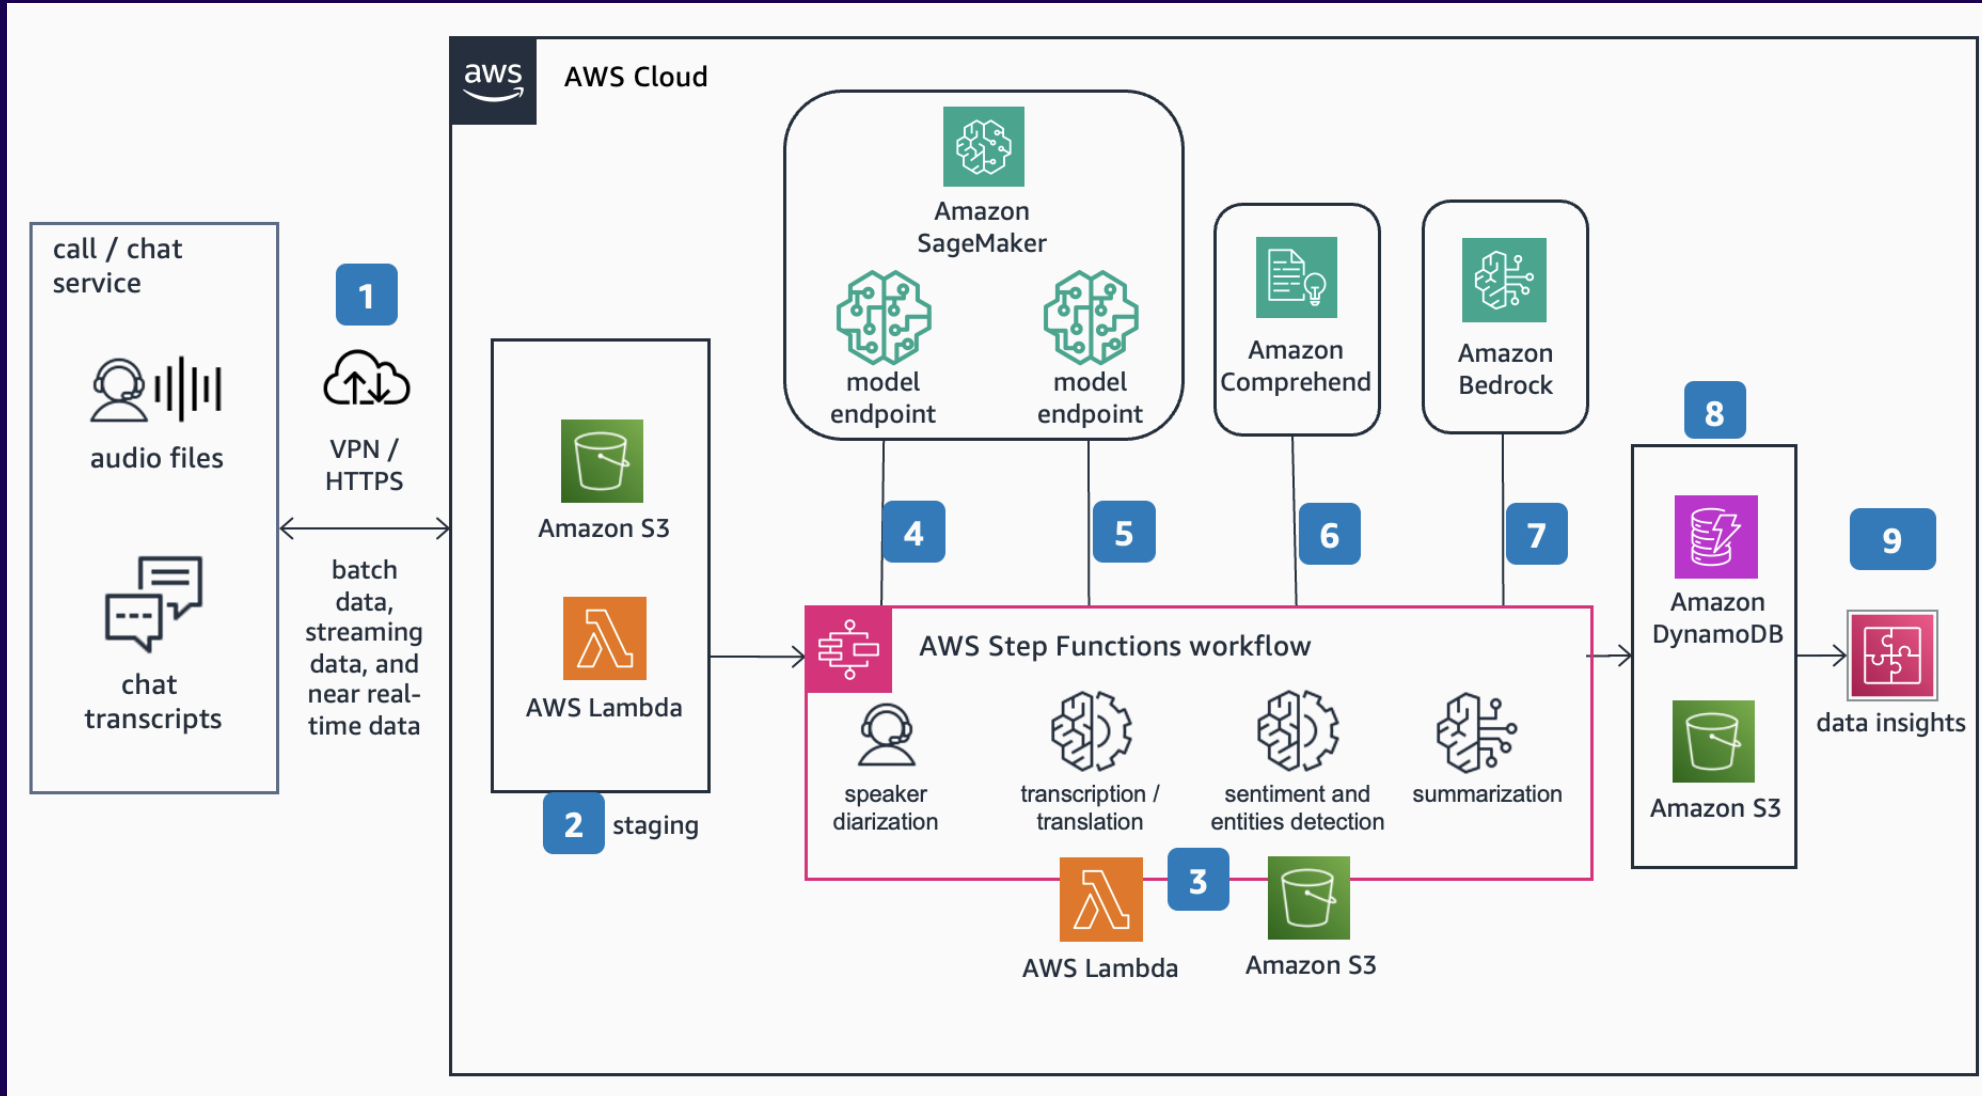 aws
AWS Cloud
call / chat
service
audio files
chat
transcripts
1
VPN /
HTTPS
batch
data,
streaming
data, and
near real-
time data
Amazon S3
AWS Lambda
2
staging
Amazon
SageMaker
model
endpoint
model
endpoint
Amazon
Comprehend
Amazon
Bedrock
4
5
6
7
AWS Step Functions workflow
speaker
diarization
transcription /
translation
sentiment and
entities detection
summarization
3
AWS Lambda
Amazon S3
8
Amazon
DynamoDB
Amazon S3
9
data insights